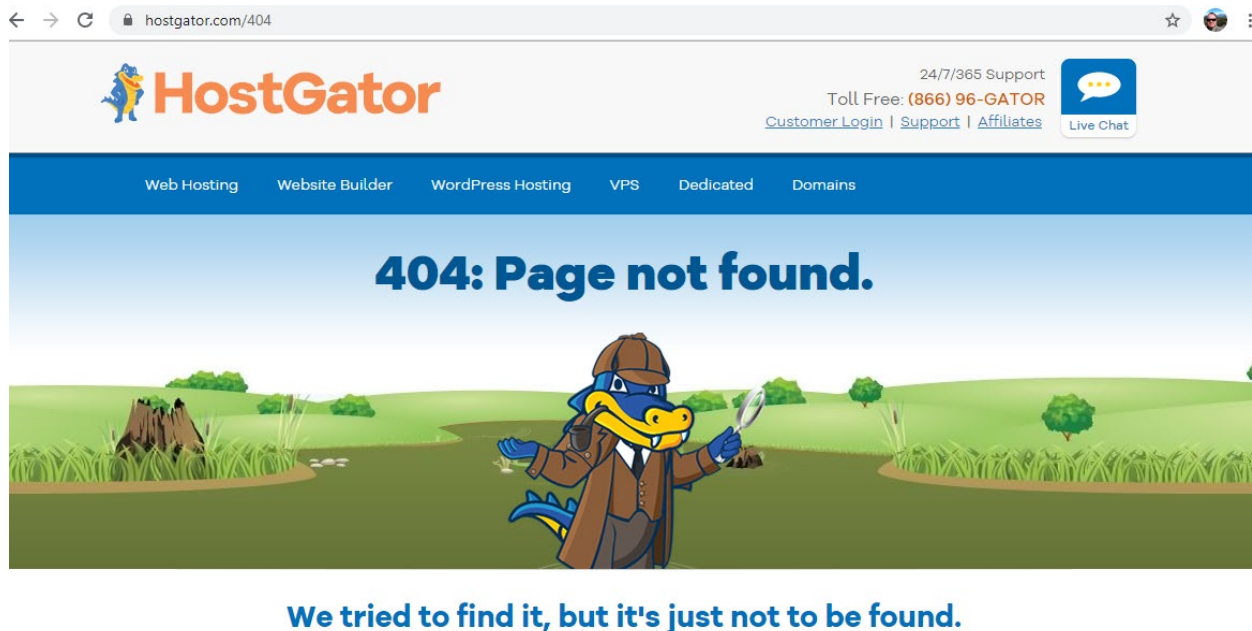 hostgator.com/404
HostGator
24/7/365 Support
Toll Free: (866) 96-GATOR
Customer Login | Support | Affiliates
Live Chat
Web Hosting Website Builder WordPress Hosting VPS Dedicated Domains
404: Page not found.
We tried to find it, but it's just not to be found.